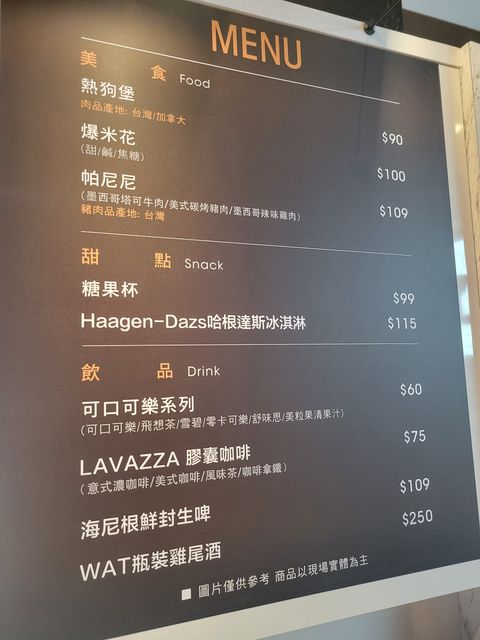 MENU
美 食 Food
熱狗堡 $90
肉品產地: 台灣/加拿大
爆米花 $100
(甜/鹹/焦糖)
帕尼尼 $109
(墨西哥塔可牛肉/美式碳烤豬肉/墨西哥辣味雞肉)
豬肉品產地: 台灣
甜 點 Snack
糖果杯 $99
Haagen-Dazs哈根達斯冰淇淋 $115
飲 品 Drink
可口可樂系列 $60
(可口可樂/飛想茶/雪碧/零卡可樂/舒味思/美粒果清果汁)
LAVAZZA 膠囊咖啡 $75
(意式濃咖啡/美式咖啡/風味茶/咖啡拿鐵)
海尼根鮮封生啤 $109
WAT瓶裝雞尾酒 $250
■ 圖片僅供參考 商品以現場實體為主